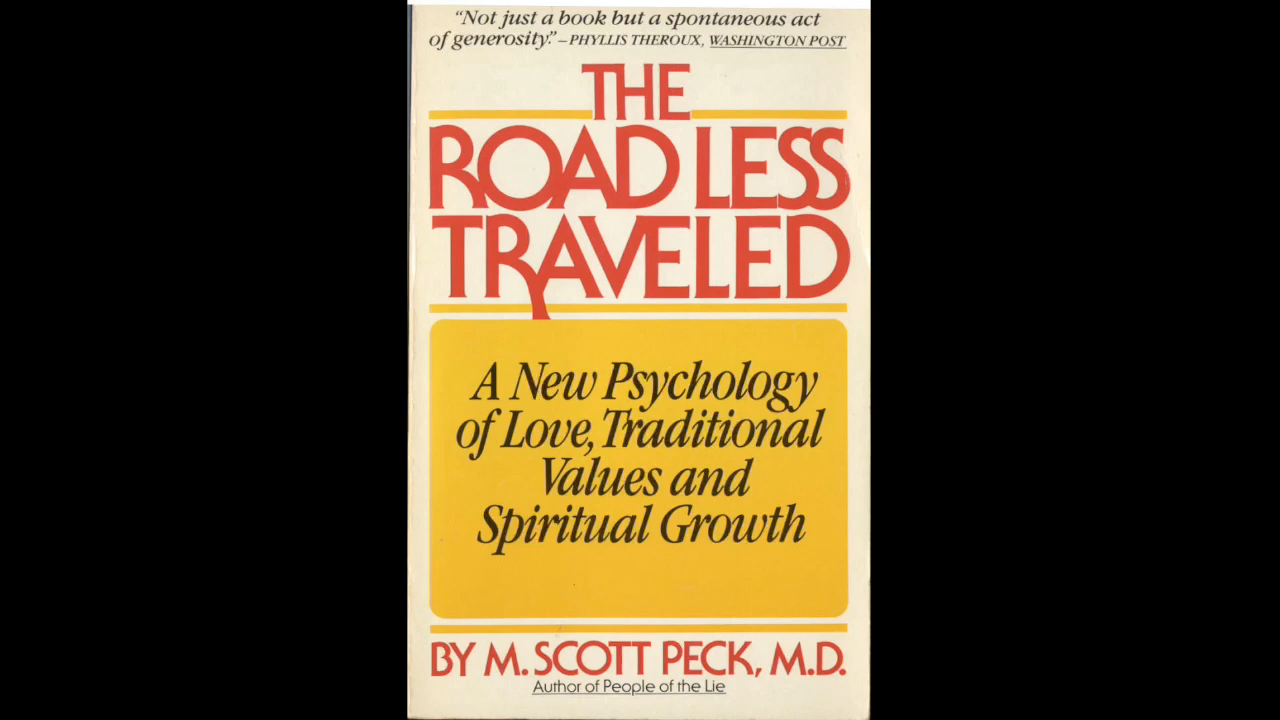 “Not just a book but a spontaneous act
of generosity.” – PHYLLIS THEROUX, WASHINGTON POST
THE
ROAD LESS
TRAVELED
A New Psychology
of Love, Traditional
Values and
Spiritual Growth
BY M. SCOTT PECK, M.D.
Author of People of the Lie